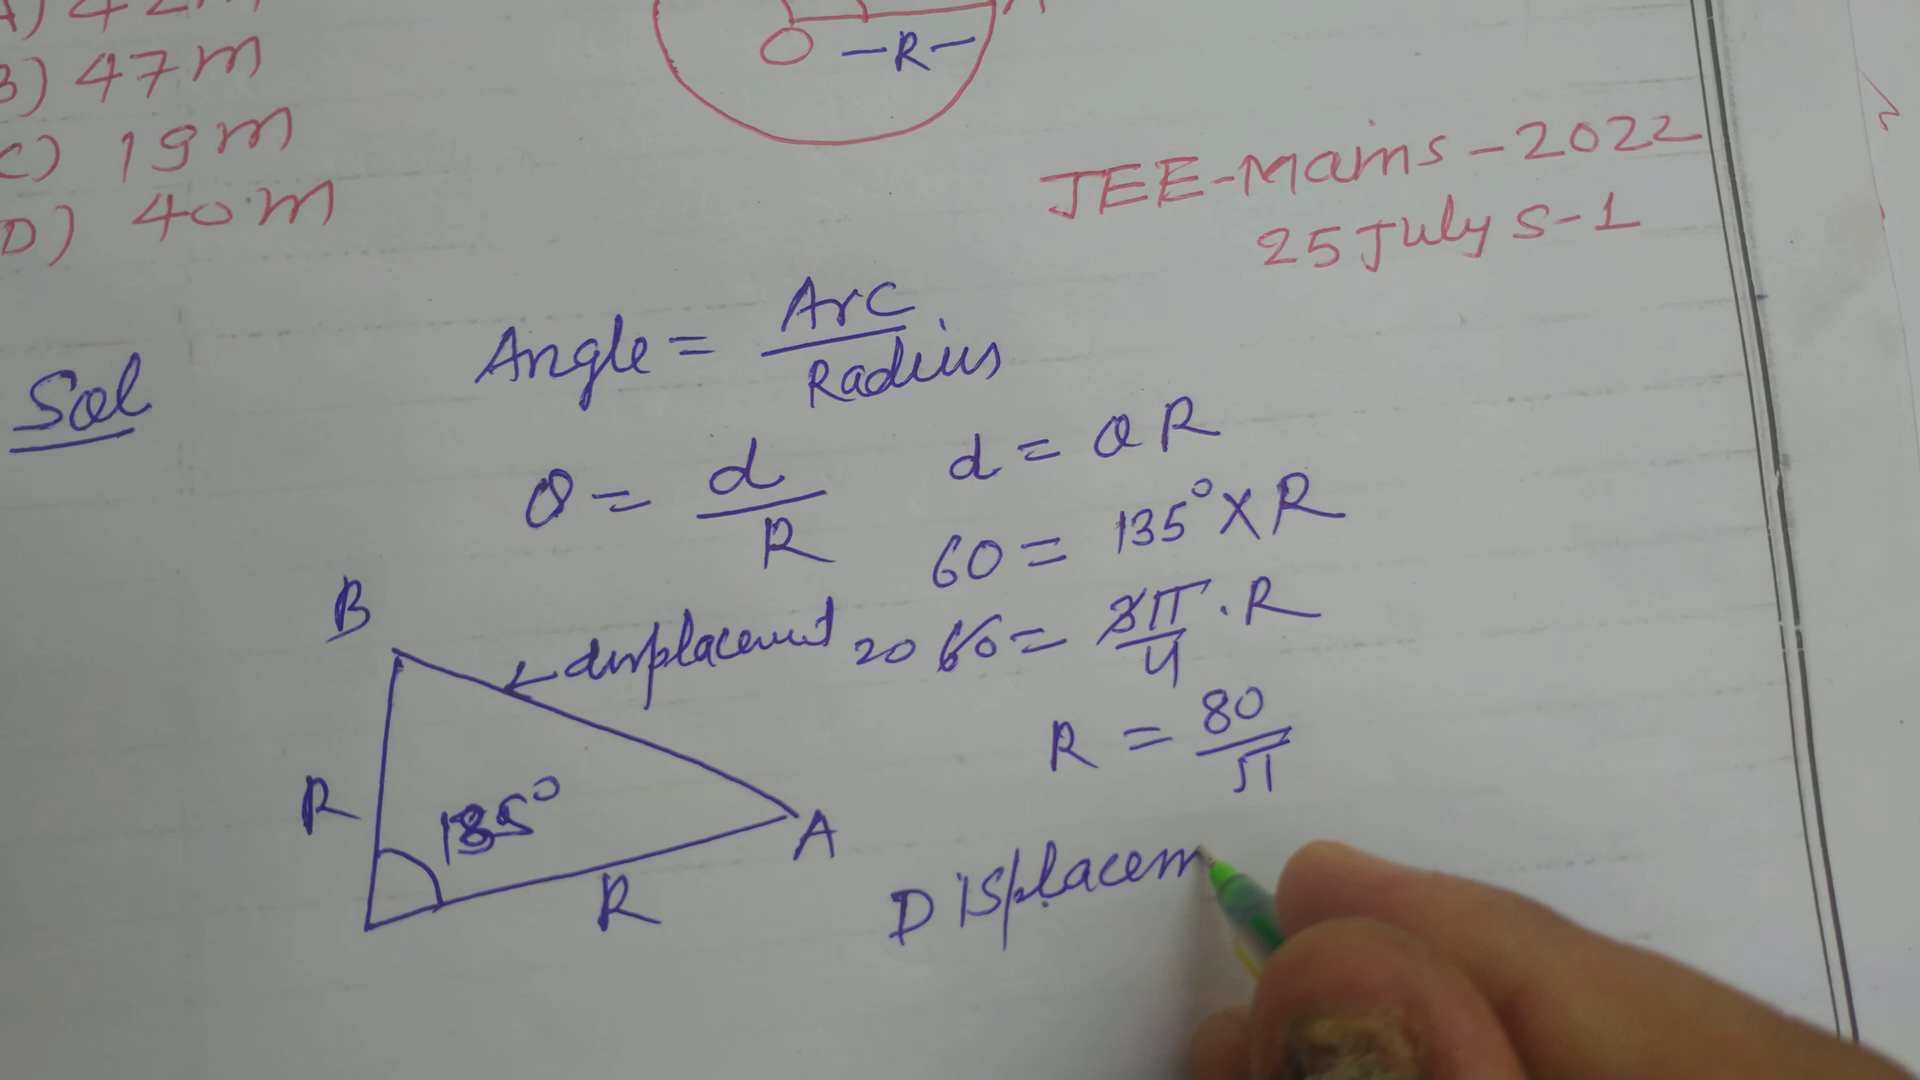 B) 47m
C) 19m
D) 40m
O -R-
JEE-Mains-2022
25 July S-1
Sol
Angle = Arc / Radius
θ = d / R
d = θR
60 = 135° × R
20 60 = 3π/4 . R
R = 80/π
B
← displacement
R
135°
A
R
Displacem